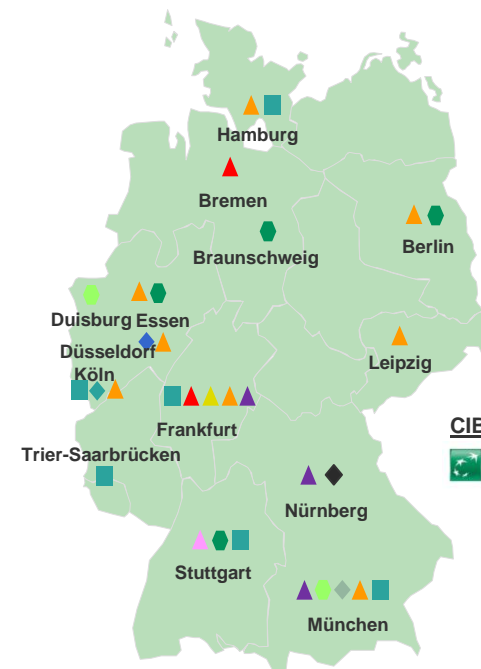 Hamburg
Bremen
Braunschweig
Berlin
Duisburg Essen
Düsseldorf
Köln
Leipzig
Frankfurt
CIB
Trier-Saarbrücken
Nürnberg
Stuttgart
München